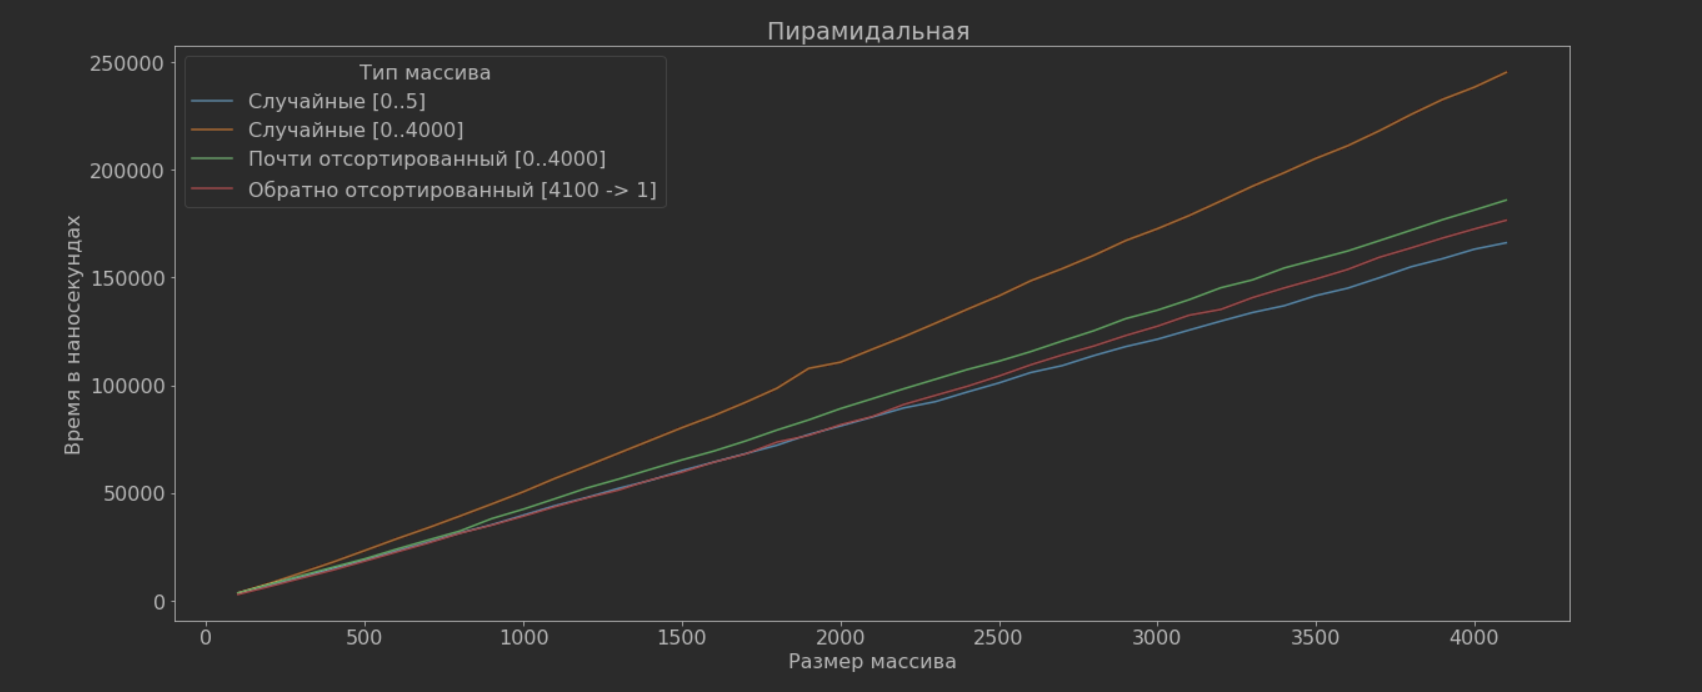 Пирамидальная
250000
200000
150000
100000
50000
0
Время в наносекундах
Тип массива
Случайные [0..5]
Случайные [0..4000]
Почти отсортированный [0..4000]
Обратно отсортированный [4100 -> 1]
0 500 1000 1500 2000 2500 3000 3500 4000
Размер массива